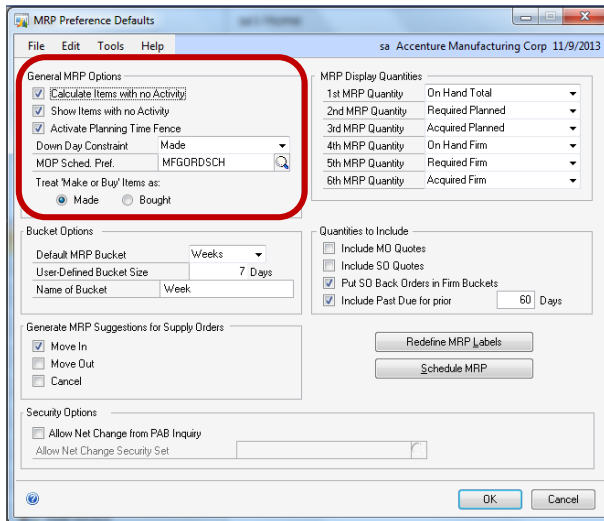 MRP Preference Defaults
File Edit Tools Help
sa Accenture Manufacturing Corp 11/9/2013
General MRP Options
Calculate Items with no Activity
Show Items with no Activity
Activate Planning Time Fence
Down Day Constraint Made
MOP Sched. Pref. MFGORDSCH
Treat 'Make or Buy' Items as:
Made Bought
MRP Display Quantities
1st MRP Quantity On Hand Total
2nd MRP Quantity Required Planned
3rd MRP Quantity Acquired Planned
4th MRP Quantity On Hand Firm
5th MRP Quantity Required Firm
6th MRP Quantity Acquired Firm
Bucket Options
Default MRP Bucket Weeks
User-Defined Bucket Size 7 Days
Name of Bucket Week
Quantities to Include
Include MO Quotes
Include SO Quotes
Put SO Back Orders in Firm Buckets
Include Past Due for prior 60 Days
Generate MRP Suggestions for Supply Orders
Move In
Move Out
Cancel
Redefine MRP Labels
Schedule MRP
Security Options
Allow Net Change from PAB Inquiry
Allow Net Change Security Set
OK Cancel